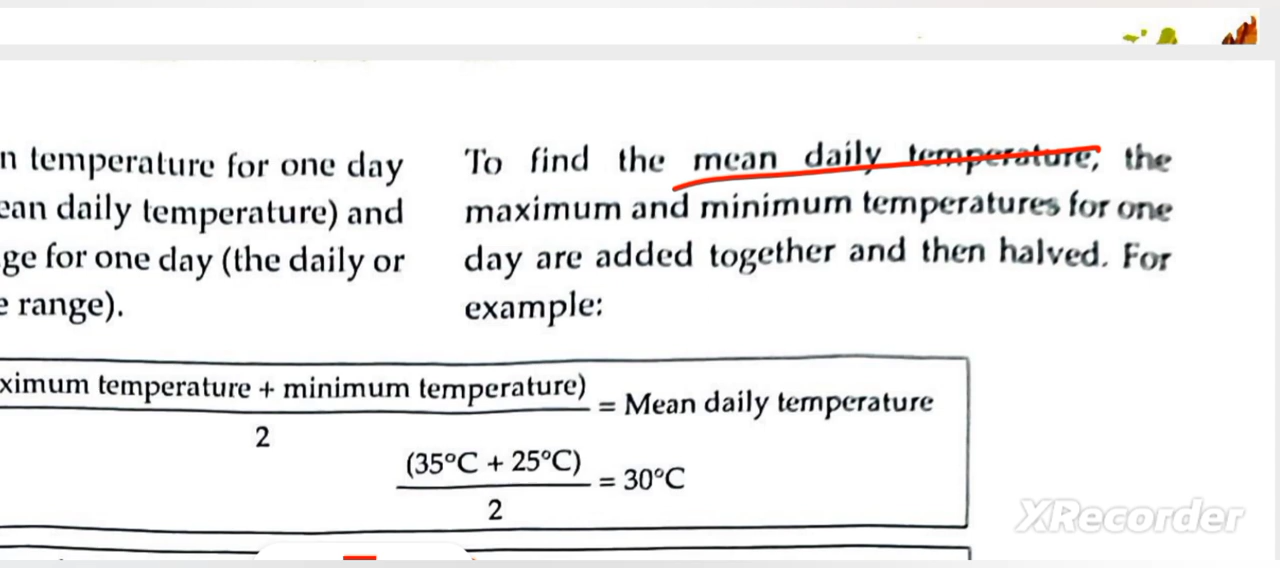 n temperature for one day
ean daily temperature) and
ge for one day (the daily or
e range).
To find the mean daily temperature, the
maximum and minimum temperatures for one
day are added together and then halved. For
example:
ximum temperature + minimum temperature)
2
= Mean daily temperature
(35°C + 25°C)
2
= 30°C
XRecorder